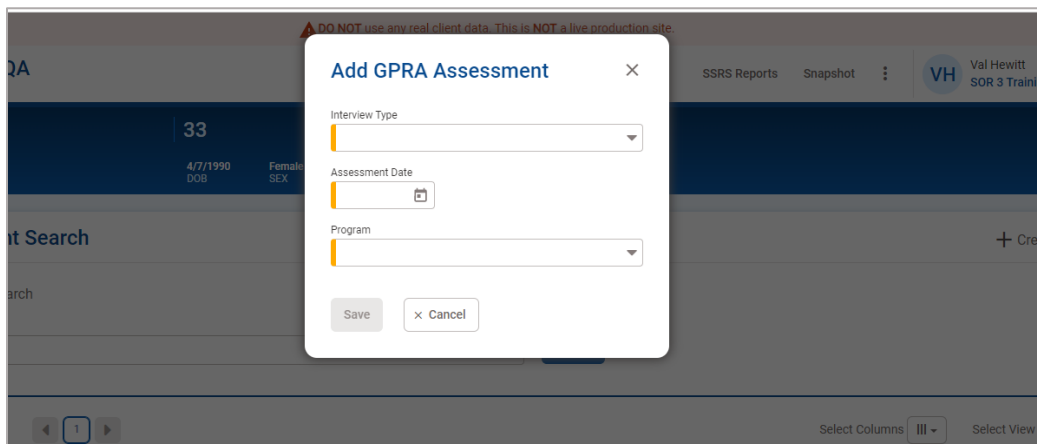 DO NOT use any real client data. This is NOT a live production site.
QA
SSRS Reports Snapshot
VH
Val Hewitt
SOR 3 Traini
33
4/7/1990 Female
DOB SEX
Add GPRA Assessment
Interview Type
Assessment Date
Program
Save × Cancel
nt Search
+ Cre
arch
1
Select Columns
Select View